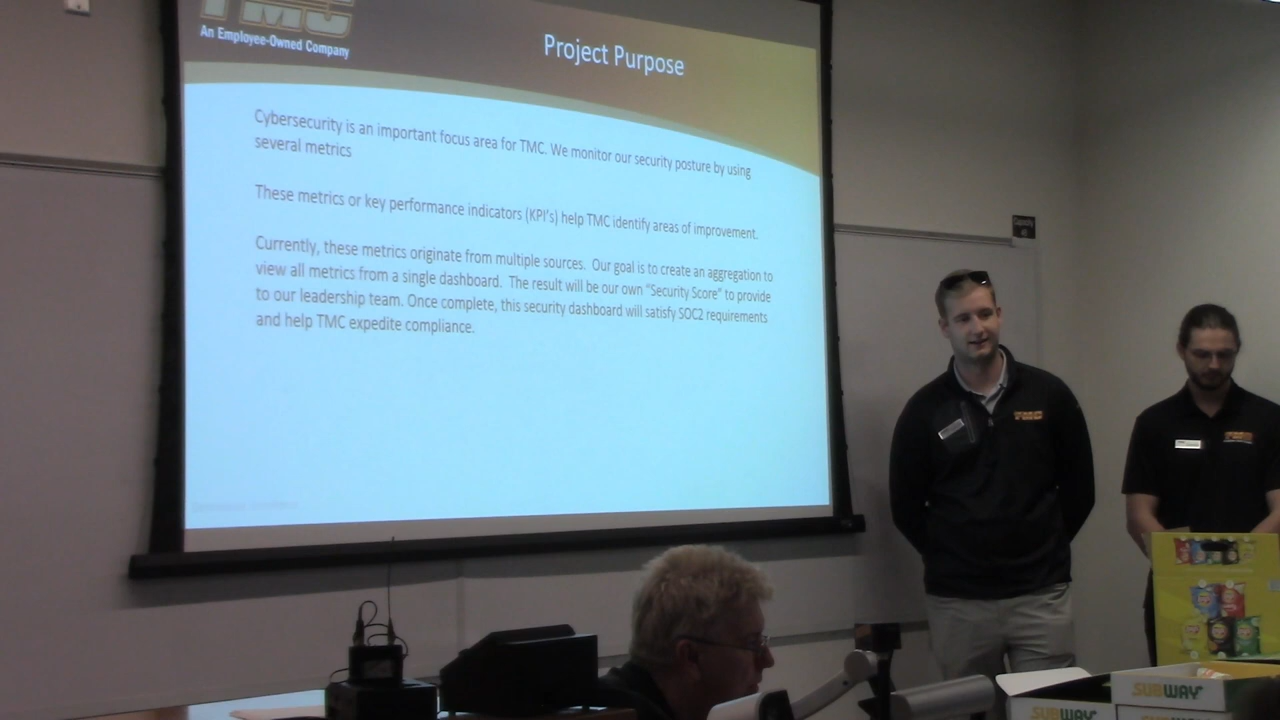 TMC
An Employee-Owned Company
Project Purpose
Cybersecurity is an important focus area for TMC. We monitor our security posture by using
several metrics
These metrics or key performance indicators (KPI's) help TMC identify areas of improvement.
Currently, these metrics originate from multiple sources. Our goal is to create an aggregation to
view all metrics from a single dashboard. The result will be our own "Security Score" to provide
to our leadership team. Once complete, this security dashboard will satisfy SOC2 requirements
and help TMC expedite compliance.
TMC
TMC
SUBWAY
SUBWAY